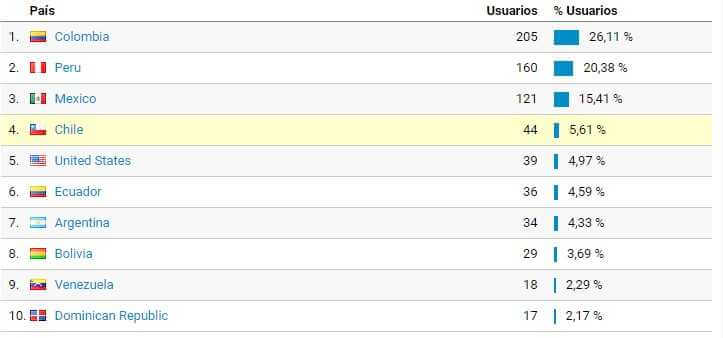 País Usuarios % Usuarios
1. Colombia 205 26,11 %
2. Peru 160 20,38 %
3. Mexico 121 15,41 %
4. Chile 44 5,61 %
5. United States 39 4,97 %
6. Ecuador 36 4,59 %
7. Argentina 34 4,33 %
8. Bolivia 29 3,69 %
9. Venezuela 18 2,29 %
10. Dominican Republic 17 2,17 %